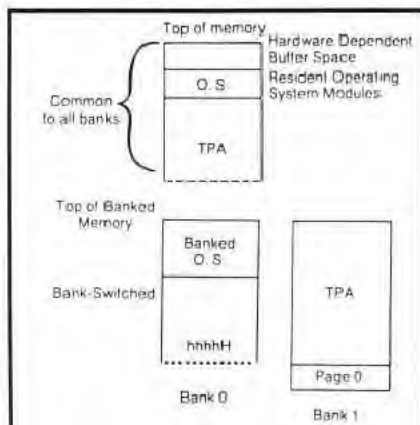 Top of memory
Hardware Dependent
Buffer Space
O. S
Resident Operating
System Modules
Common
to all banks
TPA
Top of Banked
Memory
Banked
O. S
Bank-Switched
TPA
hhhhH
Page 0
Bank 0
Bank 1